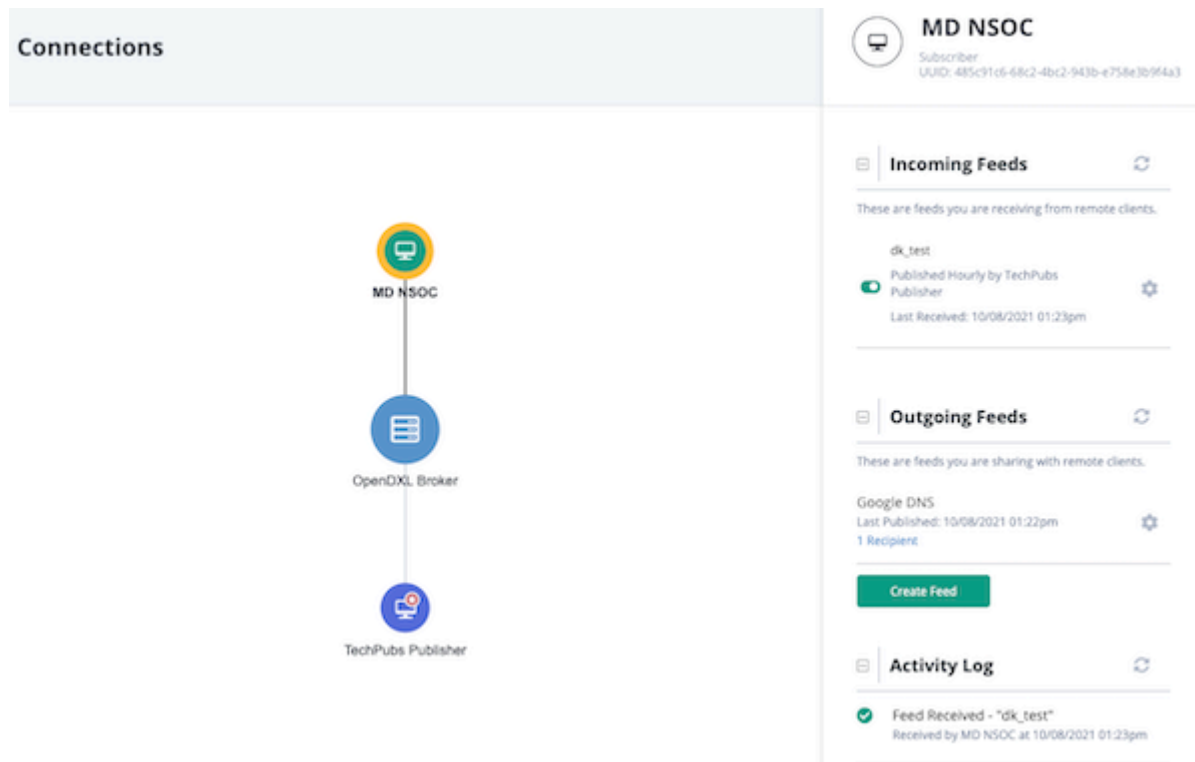 Connections
MD NSOC
OpenDXL Broker
TechPubs Publisher
MD NSOC
Subscriber
UUID: 485c91c6-68c2-4bc2-943b-e758e3b9f4a3
Incoming Feeds
These are feeds you are receiving from remote clients.
dk_test
Published Hourly by TechPubs
Publisher
Last Received: 10/08/2021 01:23pm
Outgoing Feeds
These are feeds you are sharing with remote clients.
Google DNS
Last Published: 10/08/2021 01:22pm
1 Recipient
Create Feed
Activity Log
Feed Received - "dk_test"
Received by MD NSOC at 10/08/2021 01:23pm